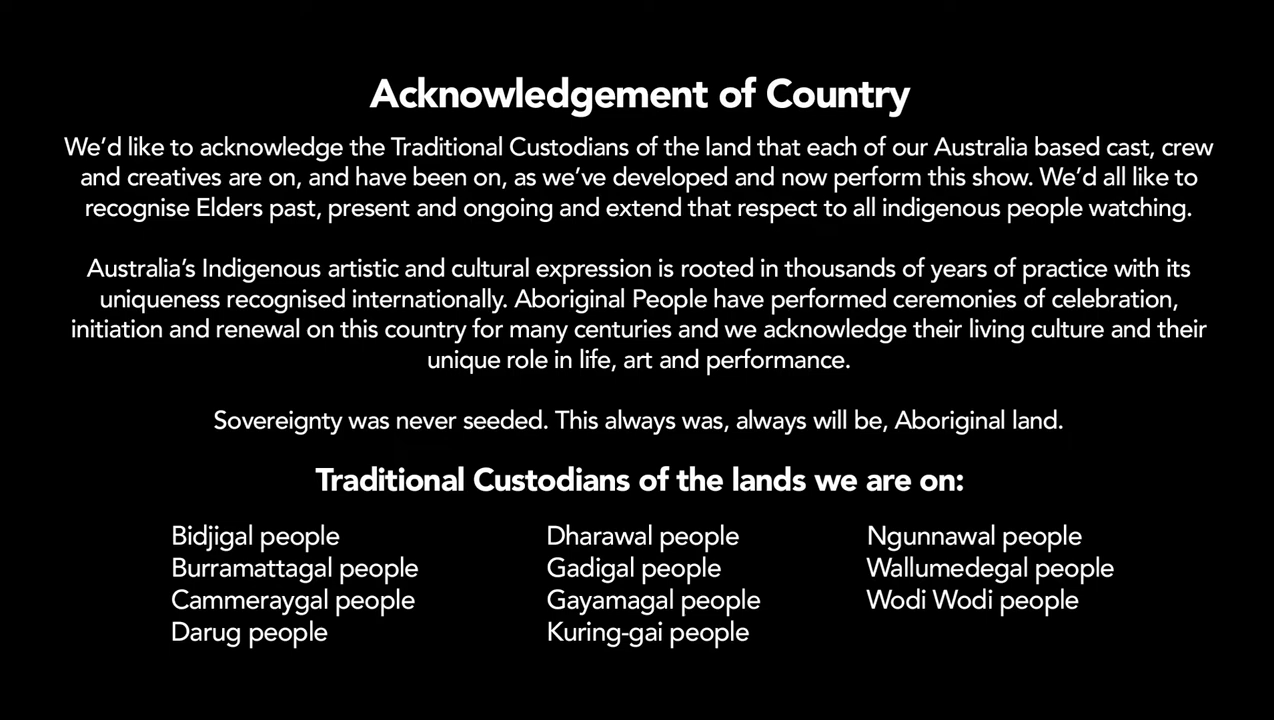 Acknowledgement of Country
We’d like to acknowledge the Traditional Custodians of the land that each of our Australia based cast, crew
and creatives are on, and have been on, as we’ve developed and now perform this show. We’d all like to
recognise Elders past, present and ongoing and extend that respect to all indigenous people watching.
Australia’s Indigenous artistic and cultural expression is rooted in thousands of years of practice with its
uniqueness recognised internationally. Aboriginal People have performed ceremonies of celebration,
initiation and renewal on this country for many centuries and we acknowledge their living culture and their
unique role in life, art and performance.
Sovereignty was never seeded. This always was, always will be, Aboriginal land.
Traditional Custodians of the lands we are on:
Bidjigal people
Burramattagal people
Cammeraygal people
Darug people
Dharawal people
Gadigal people
Gayamagal people
Kuring-gai people
Ngunnawal people
Wallumedegal people
Wodi Wodi people